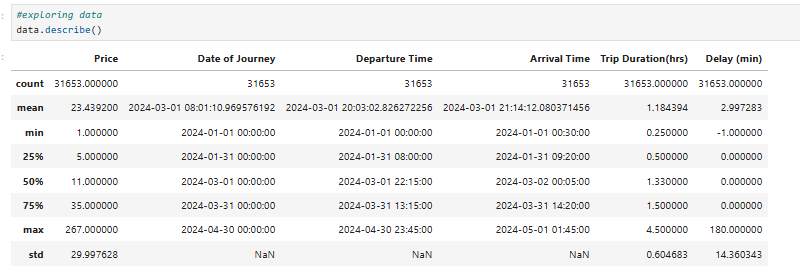 #exploring data
data.describe()
Price Date of Journey Departure Time Arrival Time Trip Duration(hrs) Delay (min)
count 31653.000000 31653 31653 31653 31653.000000 31653.000000
mean 23.439200 2024-03-01 08:01:10.969576192 2024-03-01 20:03:02.826272256 2024-03-01 21:14:12.080371456 1.184394 2.997283
min 1.000000 2024-01-01 00:00:00 2024-01-01 00:00:00 2024-01-01 00:30:00 0.250000 -1.000000
25% 5.000000 2024-01-31 00:00:00 2024-01-31 08:00:00 2024-01-31 09:20:00 0.500000 0.000000
50% 11.000000 2024-03-01 00:00:00 2024-03-01 22:15:00 2024-03-02 00:05:00 1.330000 0.000000
75% 35.000000 2024-03-31 00:00:00 2024-03-31 13:15:00 2024-03-31 14:20:00 1.500000 0.000000
max 267.000000 2024-04-30 00:00:00 2024-04-30 23:45:00 2024-05-01 01:45:00 4.500000 180.000000
std 29.997628 NaN NaN NaN 0.604683 14.360343